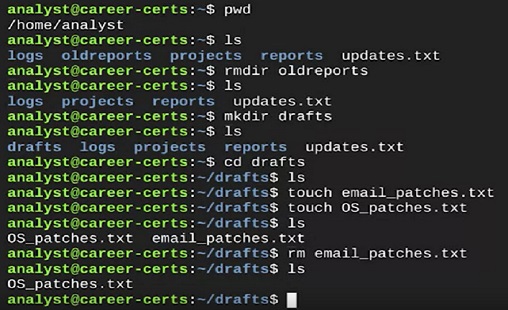 analyst@career-certs:~$ pwd
/home/analyst
analyst@career-certs:~$ ls
logs  oldreports  projects  reports  updates.txt
analyst@career-certs:~$ rmdir oldreports
analyst@career-certs:~$ ls
logs  projects  reports  updates.txt
analyst@career-certs:~$ mkdir drafts
analyst@career-certs:~$ ls
drafts  logs  projects  reports  updates.txt
analyst@career-certs:~$ cd drafts
analyst@career-certs:~/drafts$ ls
analyst@career-certs:~/drafts$ touch email_patches.txt
analyst@career-certs:~/drafts$ touch OS_patches.txt
analyst@career-certs:~/drafts$ ls
OS_patches.txt  email_patches.txt
analyst@career-certs:~/drafts$ rm email_patches.txt
analyst@career-certs:~/drafts$ ls
OS_patches.txt
analyst@career-certs:~/drafts$